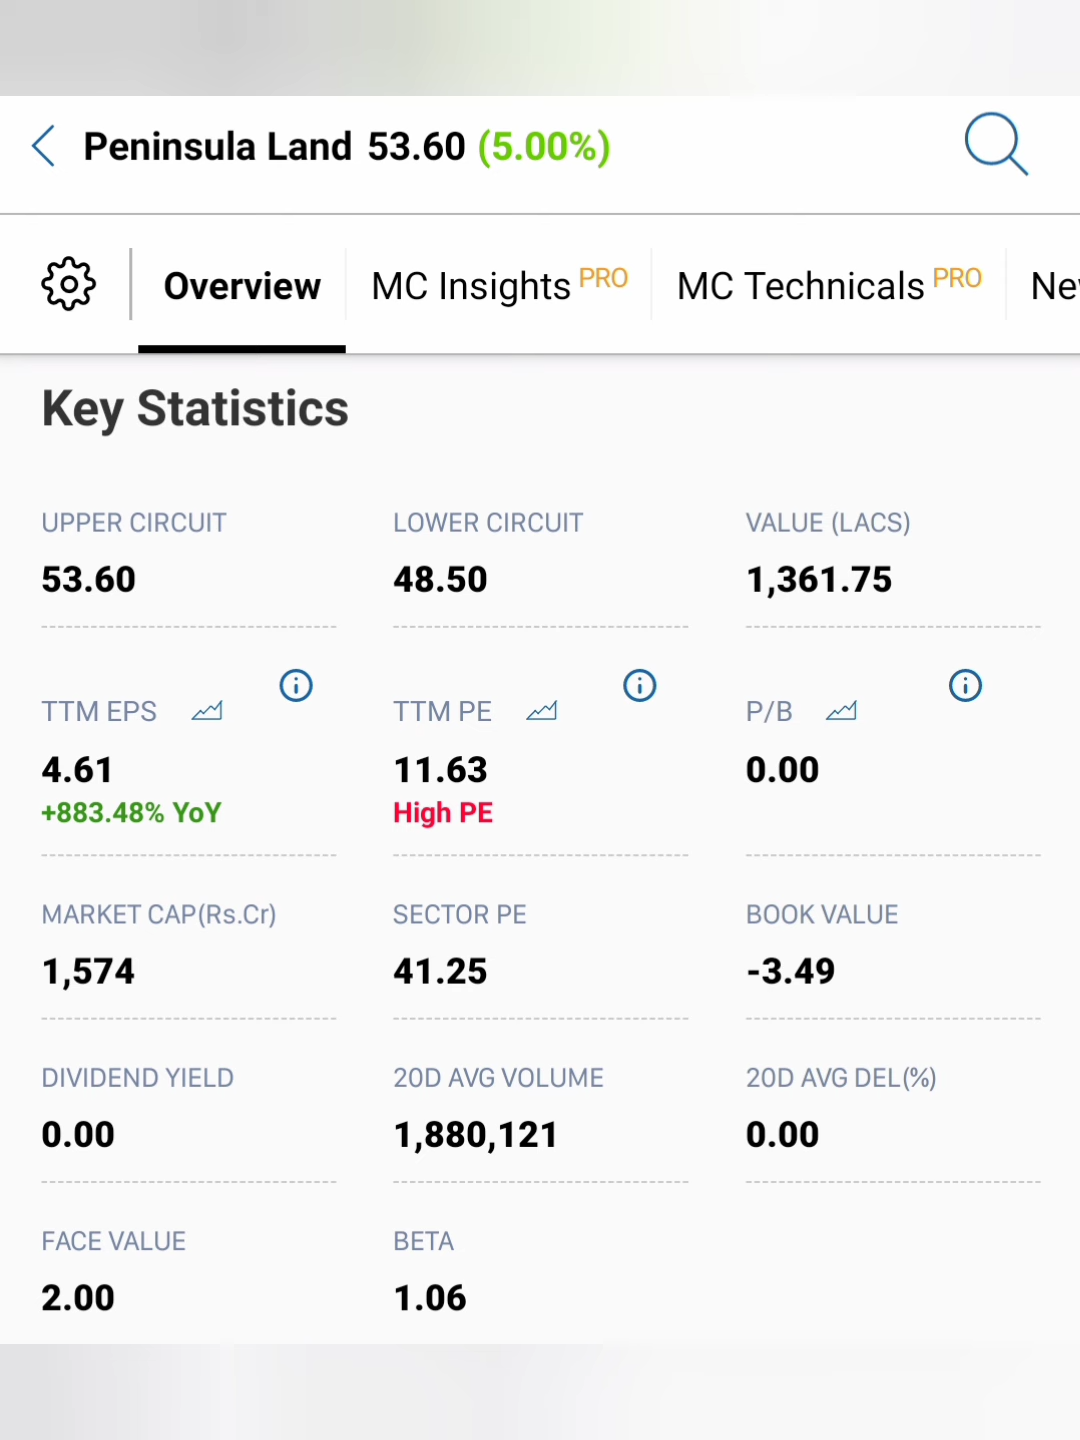 Peninsula Land 53.60 (5.00%)
Overview MC Insights PRO MC Technicals PRO Ne
Key Statistics
UPPER CIRCUIT LOWER CIRCUIT VALUE (LACS)
53.60 48.50 1,361.75
TTM EPS TTM PE P/B
4.61 11.63 0.00
+883.48% YoY High PE
MARKET CAP(Rs.Cr) SECTOR PE BOOK VALUE
1,574 41.25 -3.49
DIVIDEND YIELD 20D AVG VOLUME 20D AVG DEL(%)
0.00 1,880,121 0.00
FACE VALUE BETA
2.00 1.06